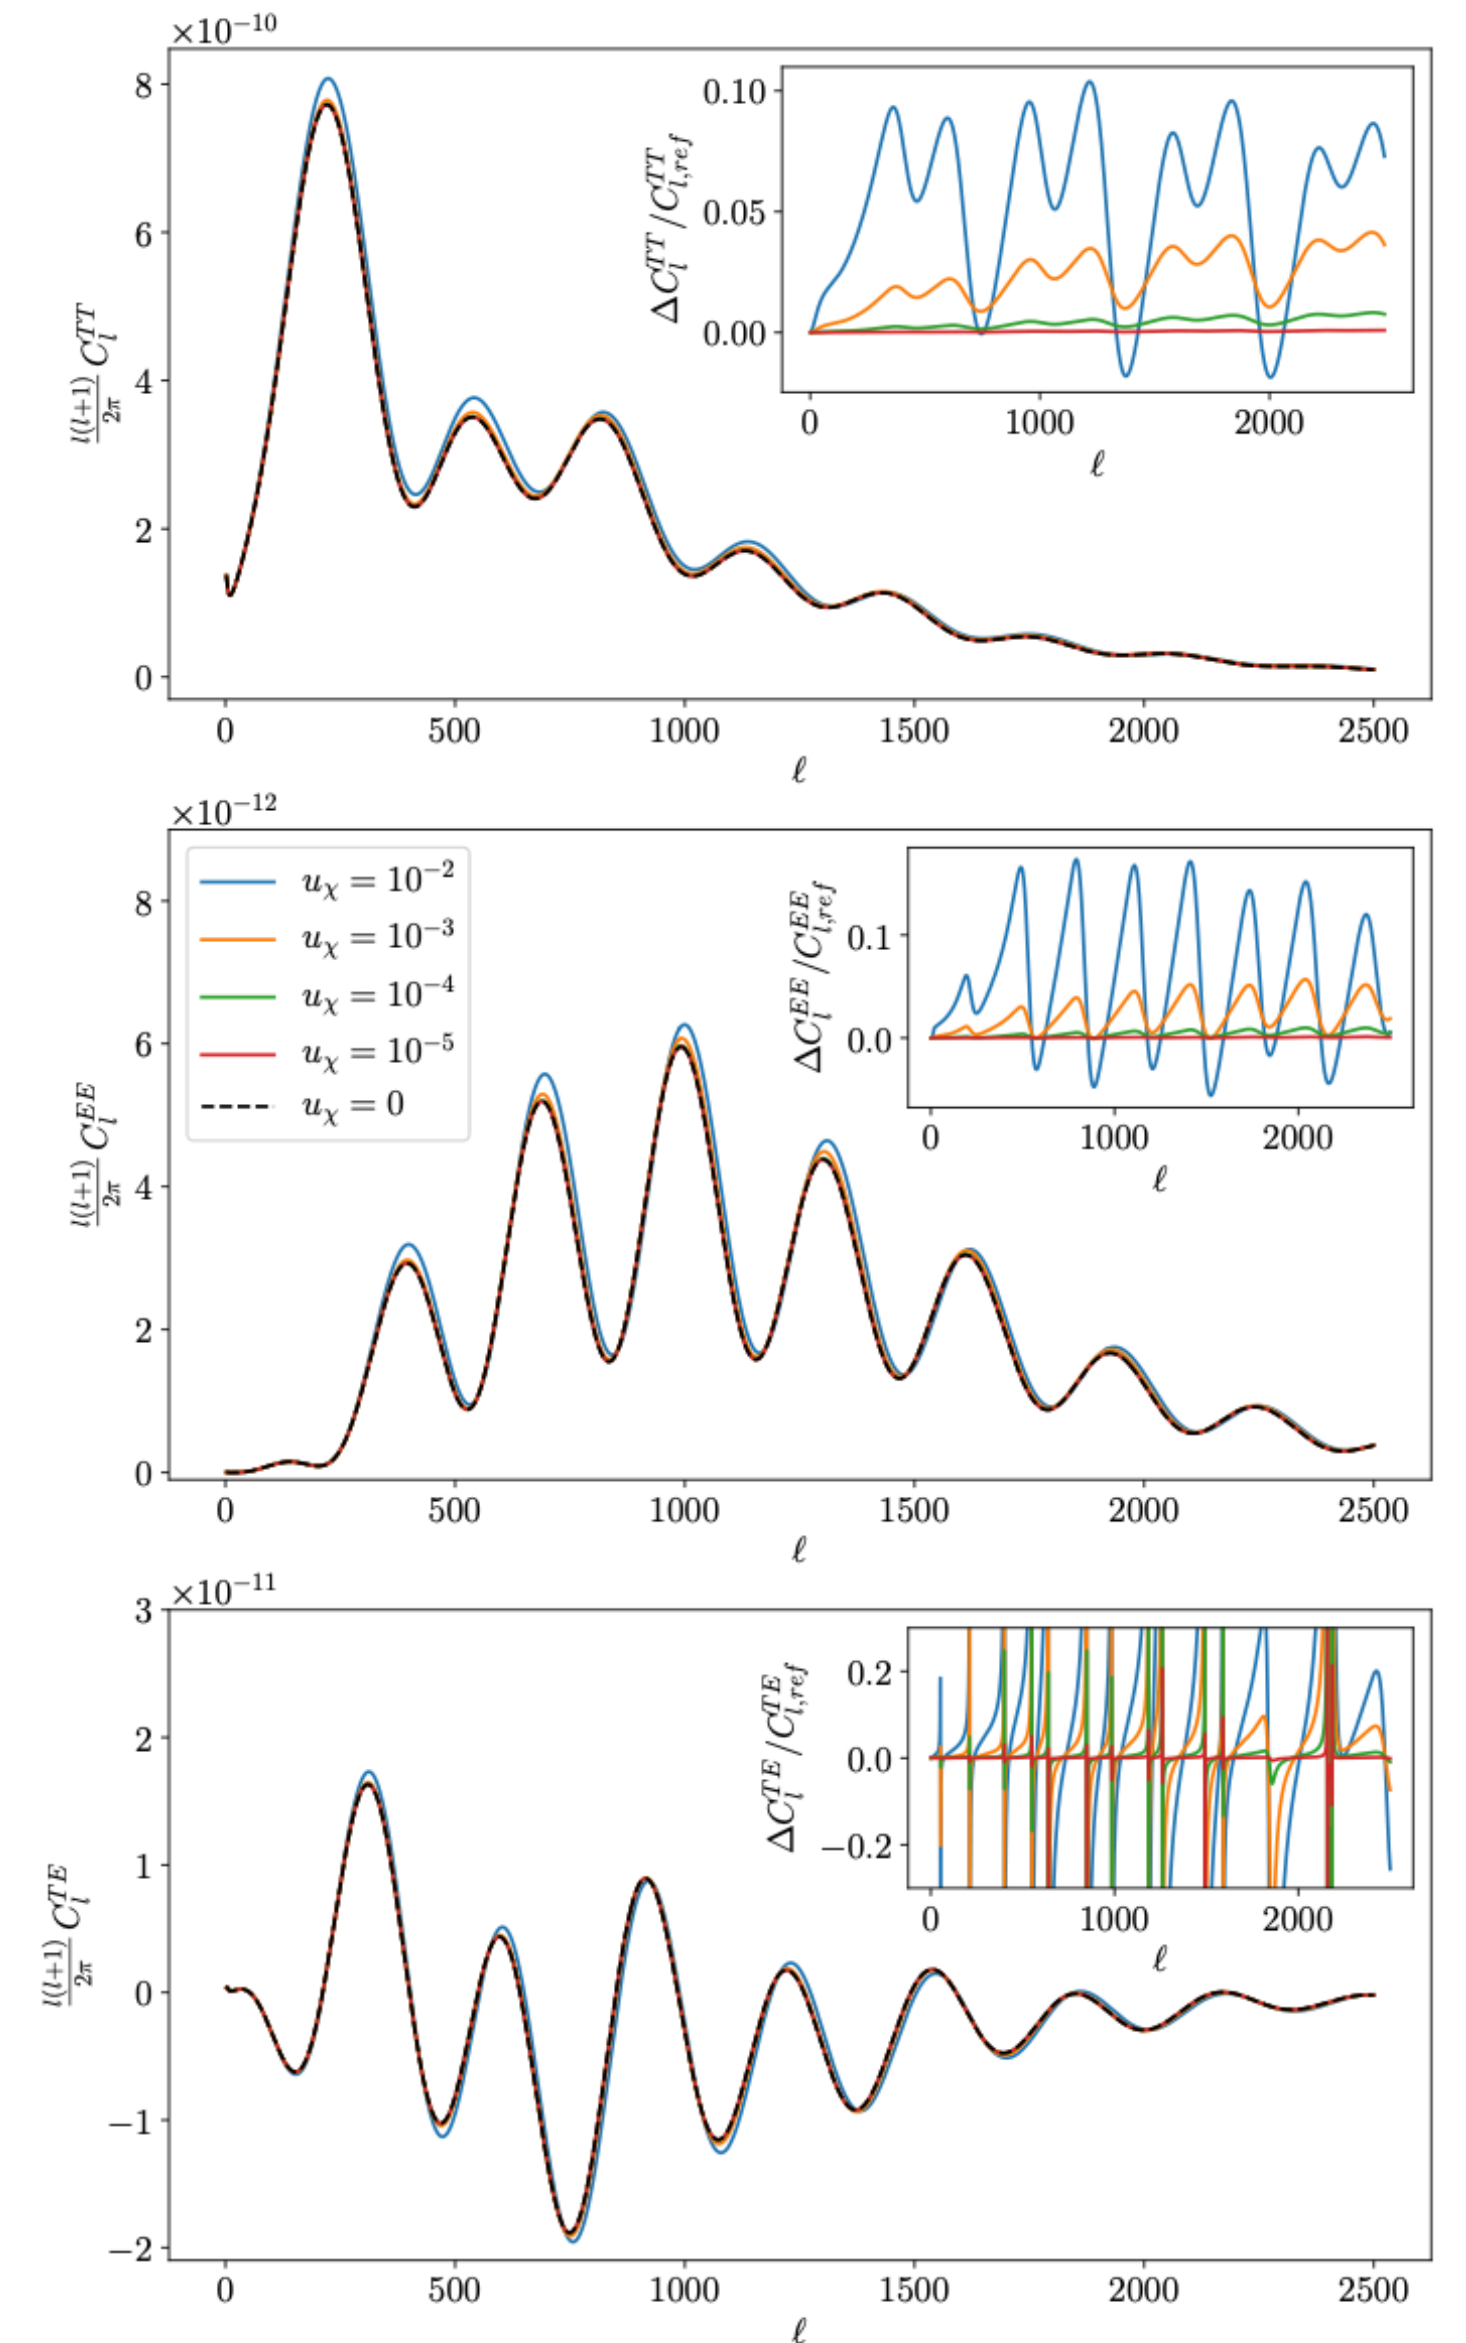 ×10⁻¹⁰
8
6
4
2
0
l(l+1)/2π C_l^{TT}
0 500 1000 1500 2000 2500
ℓ
0.10
0.05
0.00
ΔC_l^{TT}/C_{l,ref}^{TT}
0 1000 2000
ℓ
×10⁻¹²
8
6
4
2
0
l(l+1)/2π C_l^{EE}
u_χ = 10⁻²
u_χ = 10⁻³
u_χ = 10⁻⁴
u_χ = 10⁻⁵
u_χ = 0
0 500 1000 1500 2000 2500
ℓ
0.1
0.0
ΔC_l^{EE}/C_{l,ref}^{EE}
0 1000 2000
ℓ
×10⁻¹¹
3
2
1
0
−1
−2
l(l+1)/2π C_l^{TE}
0 500 1000 1500 2000 2500
ℓ
0.2
0.0
−0.2
ΔC_l^{TE}/C_{l,ref}^{TE}
0 1000 2000
ℓ